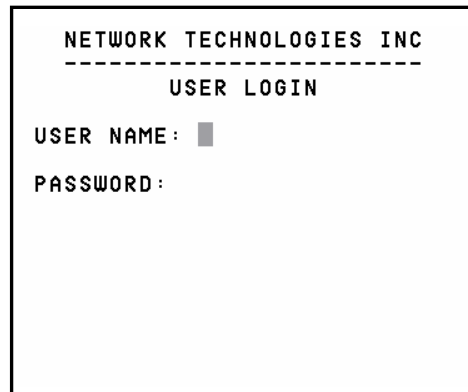 NETWORK TECHNOLOGIES INC
------------------------
USER LOGIN
USER NAME:
PASSWORD: